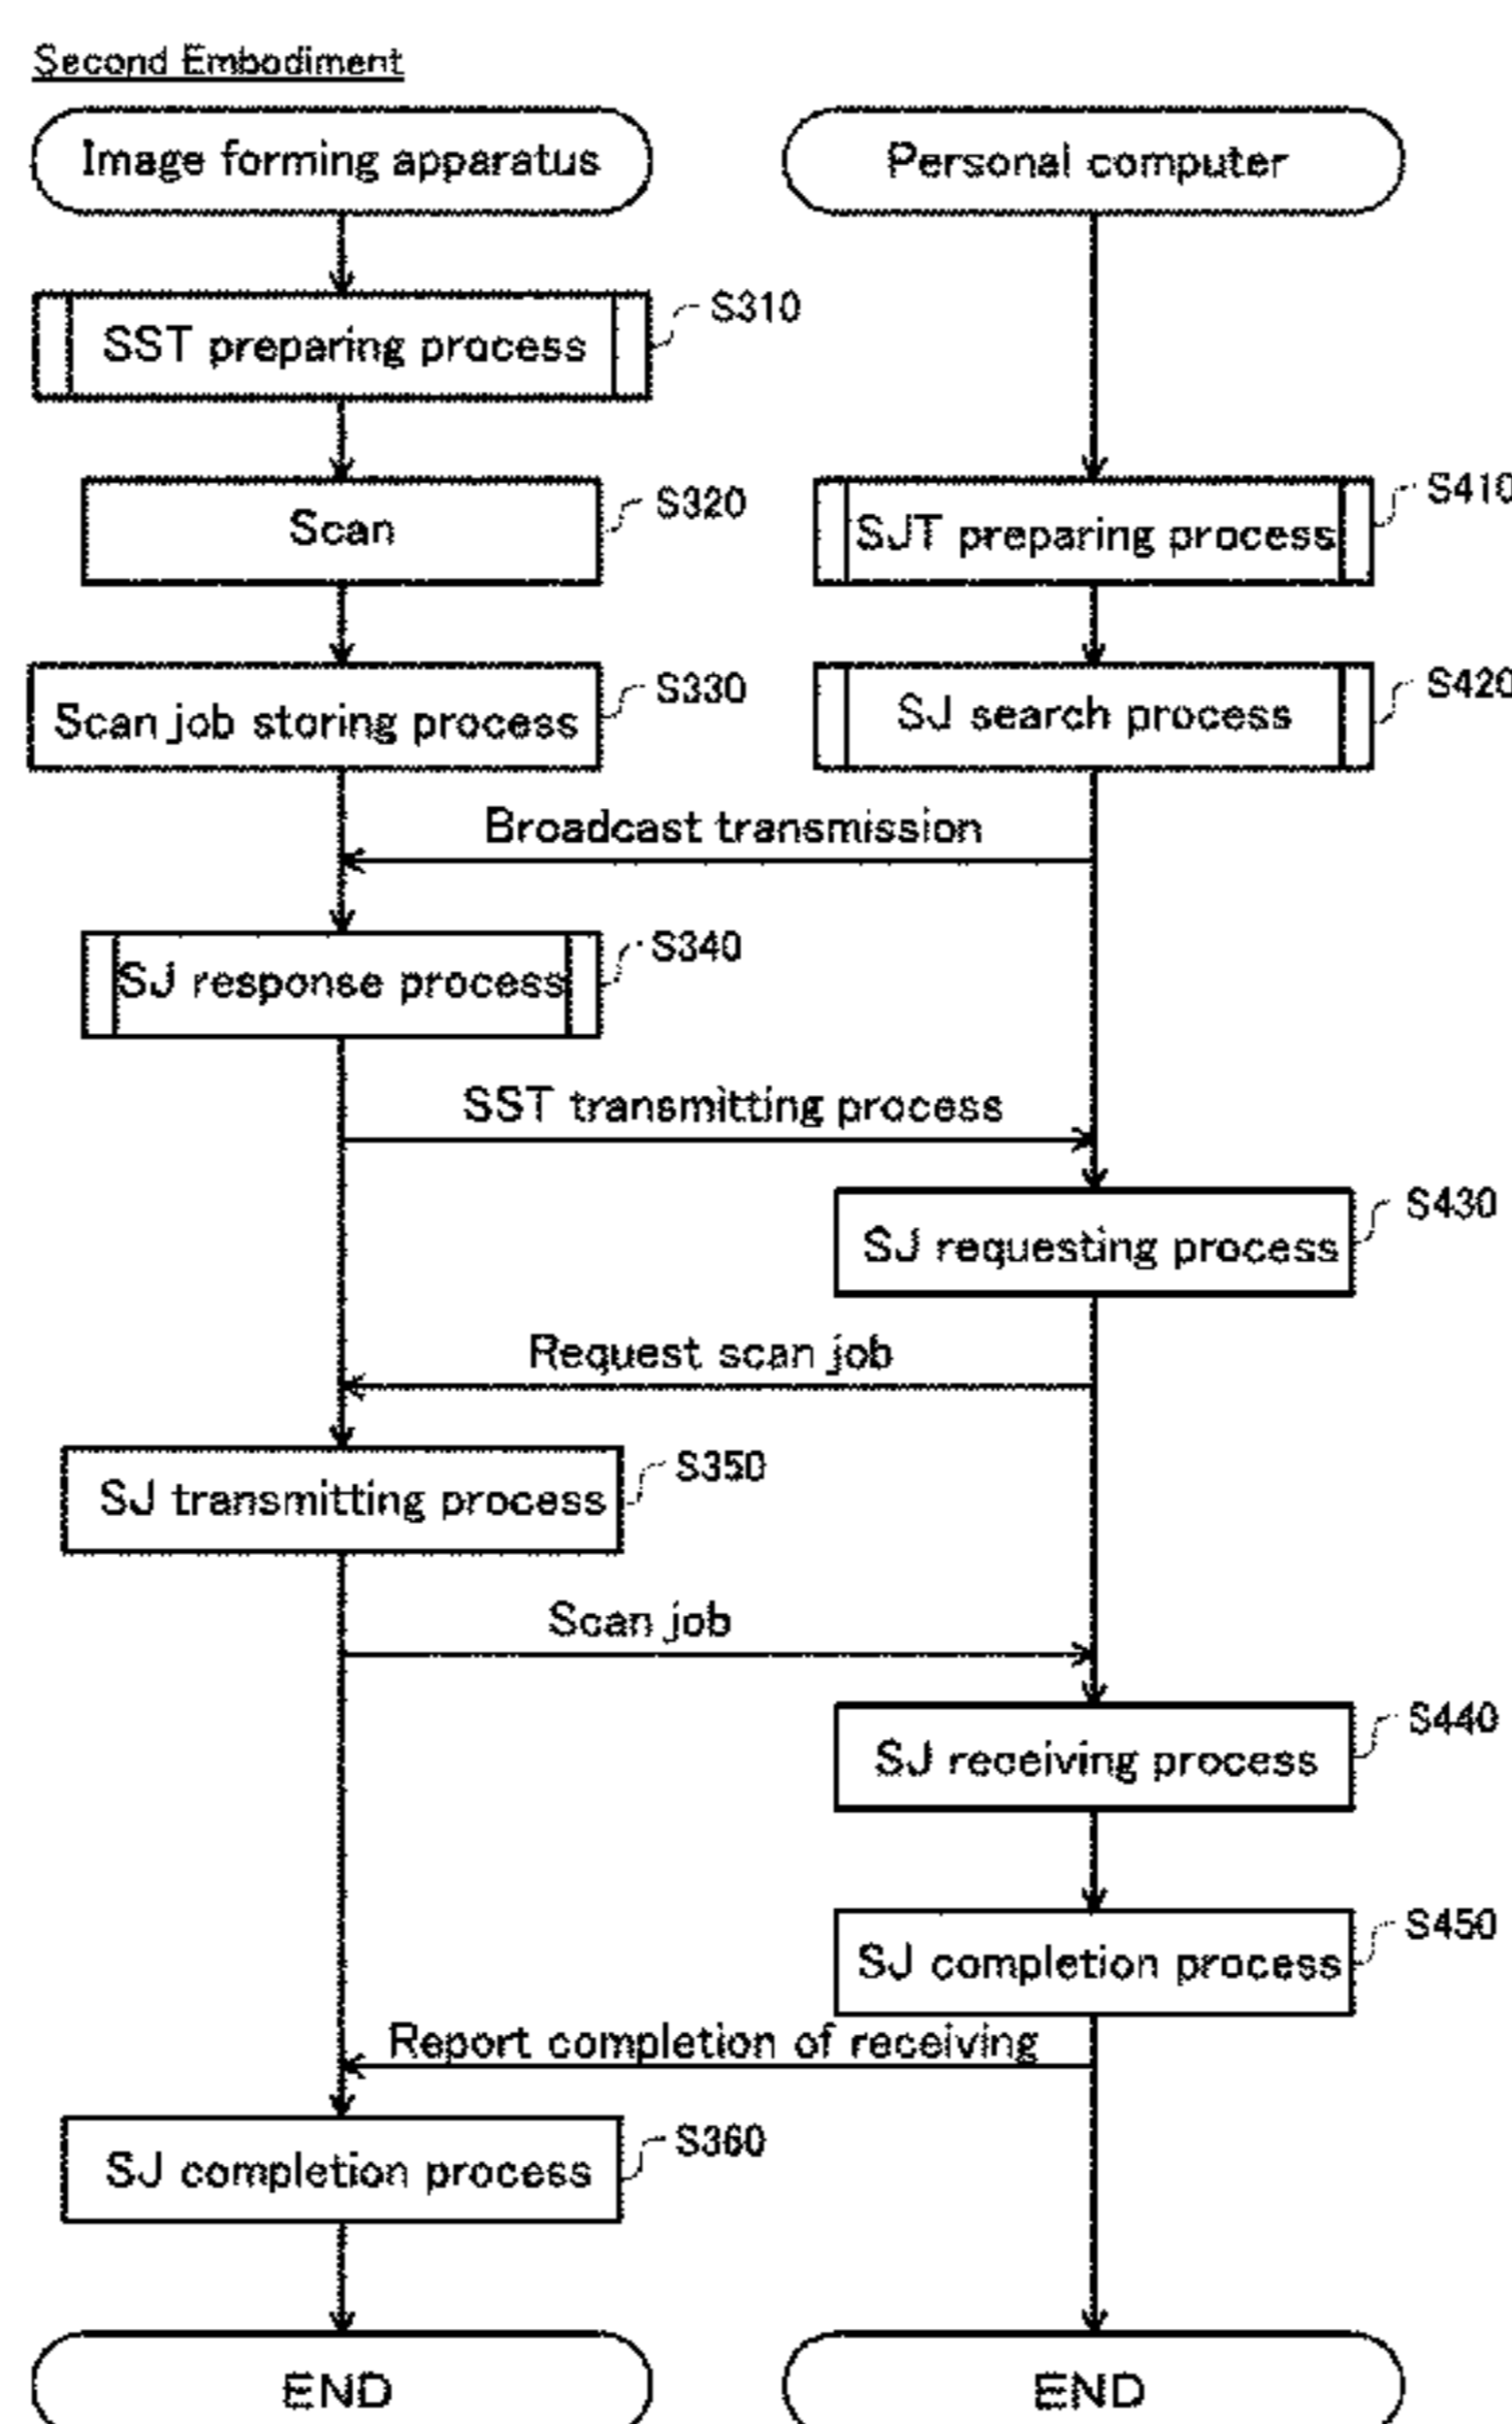 Second Embodiment
Image forming apparatus
Personal computer
SST preparing process
S310
Scan
S320
SJT preparing process
S410
Scan job storing process
S330
SJ search process
S420
Broadcast transmission
SJ response process
S340
SST transmitting process
SJ requesting process
S430
Request scan job
SJ transmitting process
S350
Scan job
SJ receiving process
S440
SJ completion process
S450
Report completion of receiving
SJ completion process
S360
END
END